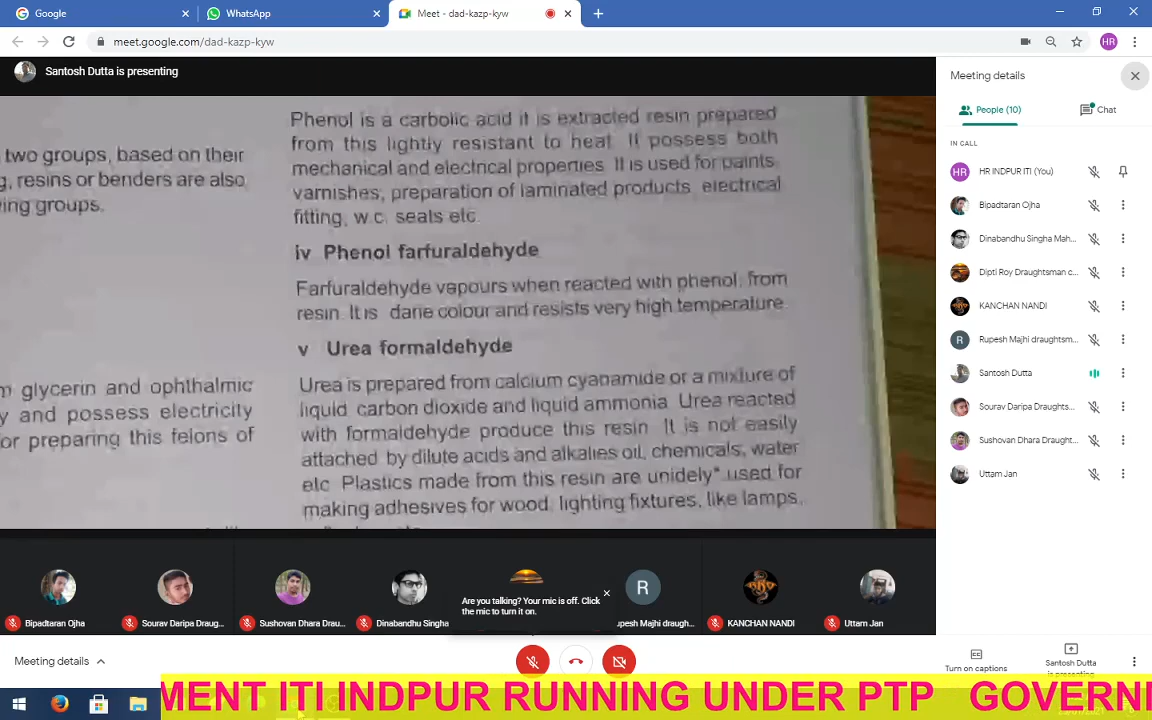 Google
WhatsApp
Meet - dad-kazp-kyw
meet.google.com/dad-kazp-kyw
HR
Santosh Dutta is presenting
two groups, based on their
g, resins or benders are also
ing groups.
m glycerin and ophthalmic
y and possess electricity
or preparing this felons of
Phenol is a carbolic acid it is extracted resin prepared
from this lightly resistant to heat. It possess both
mechanical and electrical properties. It is used for paints,
varnishes, preparation of laminated products, electrical
fitting, w.c. seals etc.
iv Phenol farfuraldehyde
Farfuraldehyde vapours when reacted with phenol, from
resin. It is dane colour and resists very high temperature.
v Urea formaldehyde
Urea is prepared from calcium cyanamide or a mixture of
liquid carbon dioxide and liquid ammonia. Urea reacted
with formaldehyde produce this resin. It is not easily
attached by dilute acids and alkalies oil, chemicals, water
etc. Plastics made from this resin are unidely" used for
making adhesives for wood, lighting fixtures, like lamps,
Meeting details
People (10)
Chat
IN CALL
HR
HR INDPUR ITI (You)
Bipadtaran Ojha
Dinabandhu Singha Mah...
Dipti Roy Draughtsman c...
KANCHAN NANDI
R
Rupesh Majhi draughtsm...
Santosh Dutta
Sourav Daripa Draughts...
Sushovan Dhara Draught...
Uttam Jan
R
Are you talking? Your mic is off. Click
the mic to turn it on.
Bipadtaran Ojha
Sourav Daripa Draug...
Sushovan Dhara Drau...
Dinabandhu Singha
upesh Majhi draugh...
KANCHAN NANDI
Uttam Jan
Meeting details
Turn on captions
Santosh Dutta
is presenting
MENT ITI INDPUR RUNNING UNDER PTP GOVERN